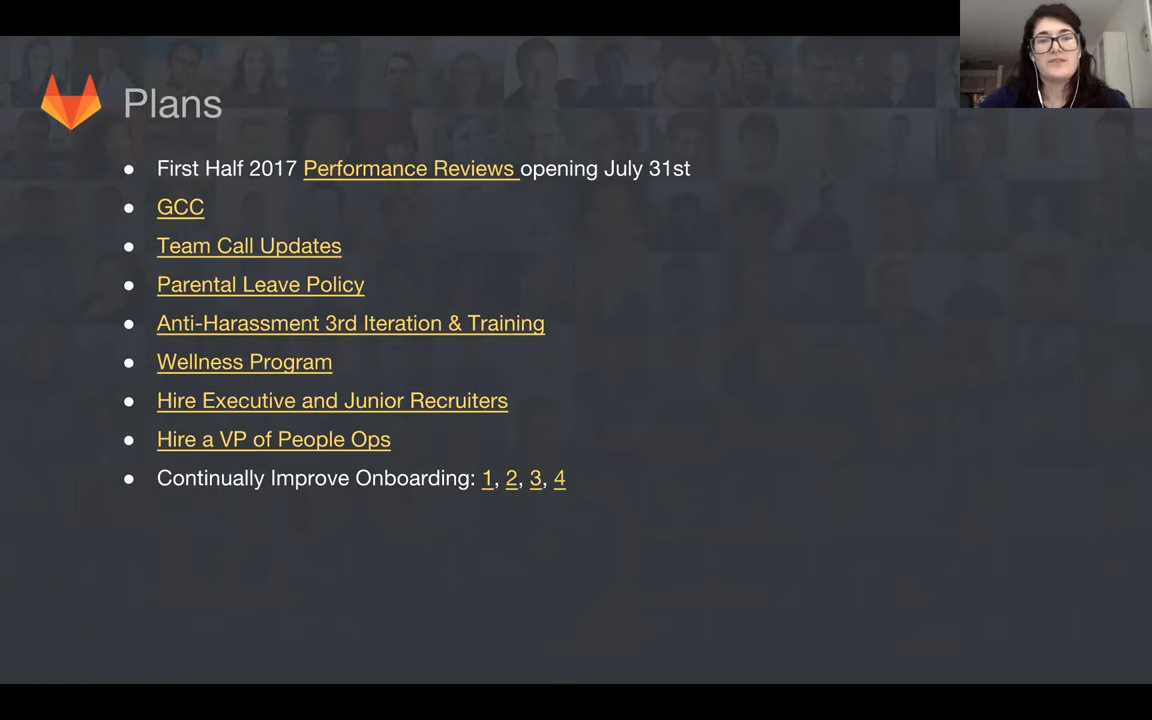 Plans
First Half 2017 Performance Reviews opening July 31st
GCC
Team Call Updates
Parental Leave Policy
Anti-Harassment 3rd Iteration & Training
Wellness Program
Hire Executive and Junior Recruiters
Hire a VP of People Ops
Continually Improve Onboarding: 1, 2, 3, 4